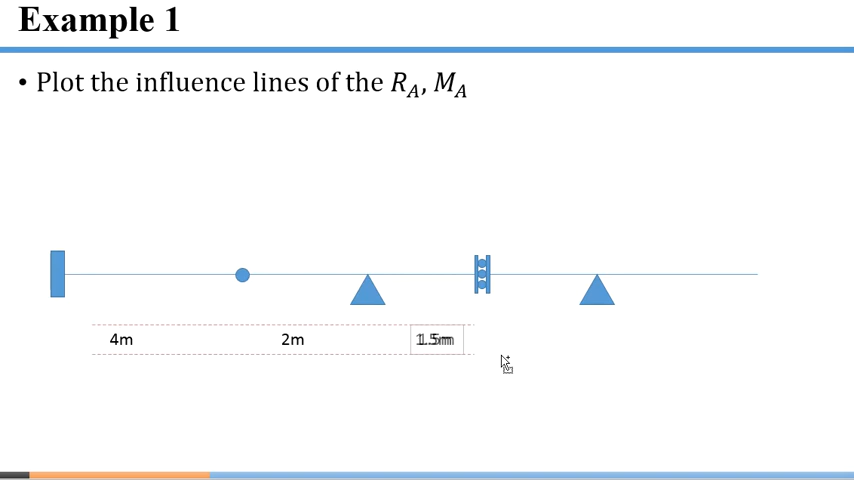 Example 1
• Plot the influence lines of the R_A, M_A
4m 2m 1.5m